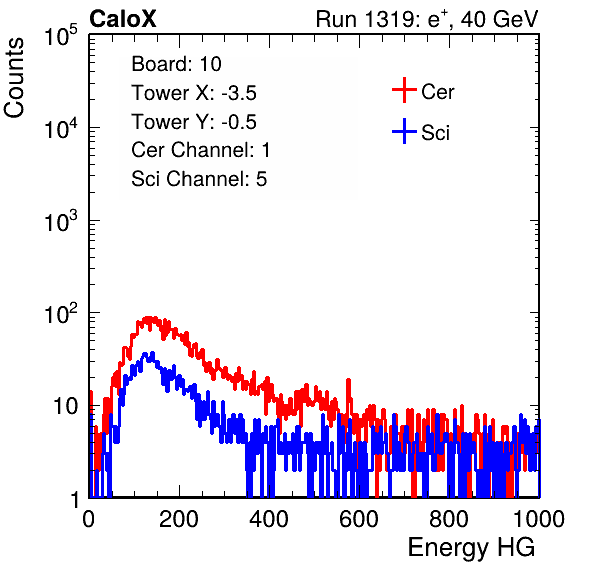 CaloX Run 1319: e⁺, 40 GeV
Counts
Board: 10
Tower X: -3.5
Tower Y: -0.5
Cer Channel: 1
Sci Channel: 5
Cer
Sci
10⁵
10⁴
10³
10²
10
1
0 200 400 600 800 1000
Energy HG